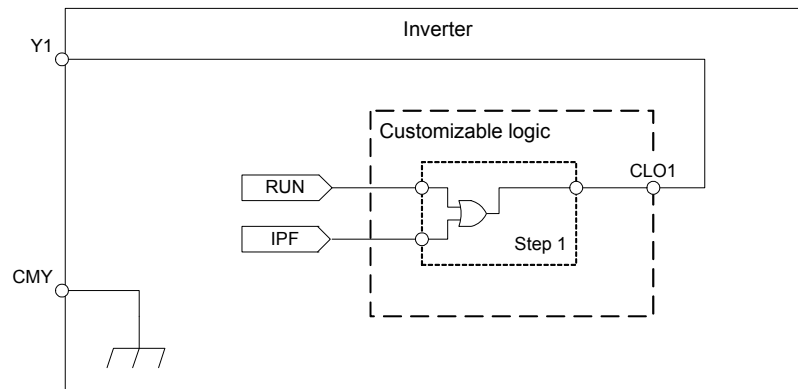 Inverter
Y1
Customizable logic
CLO1
RUN
IPF
Step 1
CMY